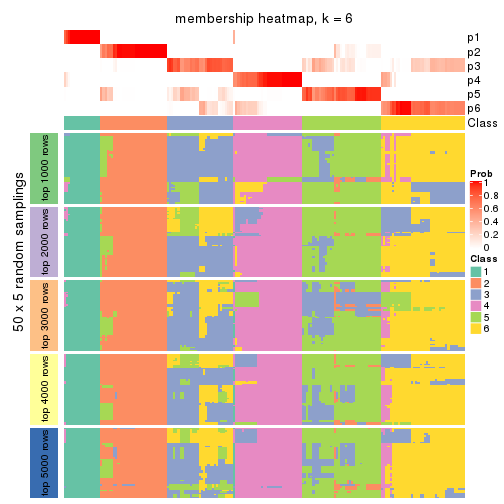 membership heatmap, k = 6
p1
p2
p3
p4
p5
p6
Class
50 x 5 random samplings
top 1000 rows
top 2000 rows
top 3000 rows
top 4000 rows
top 5000 rows
Prob
1
0.8
0.6
0.4
0.2
0
Class
1
2
3
4
5
6